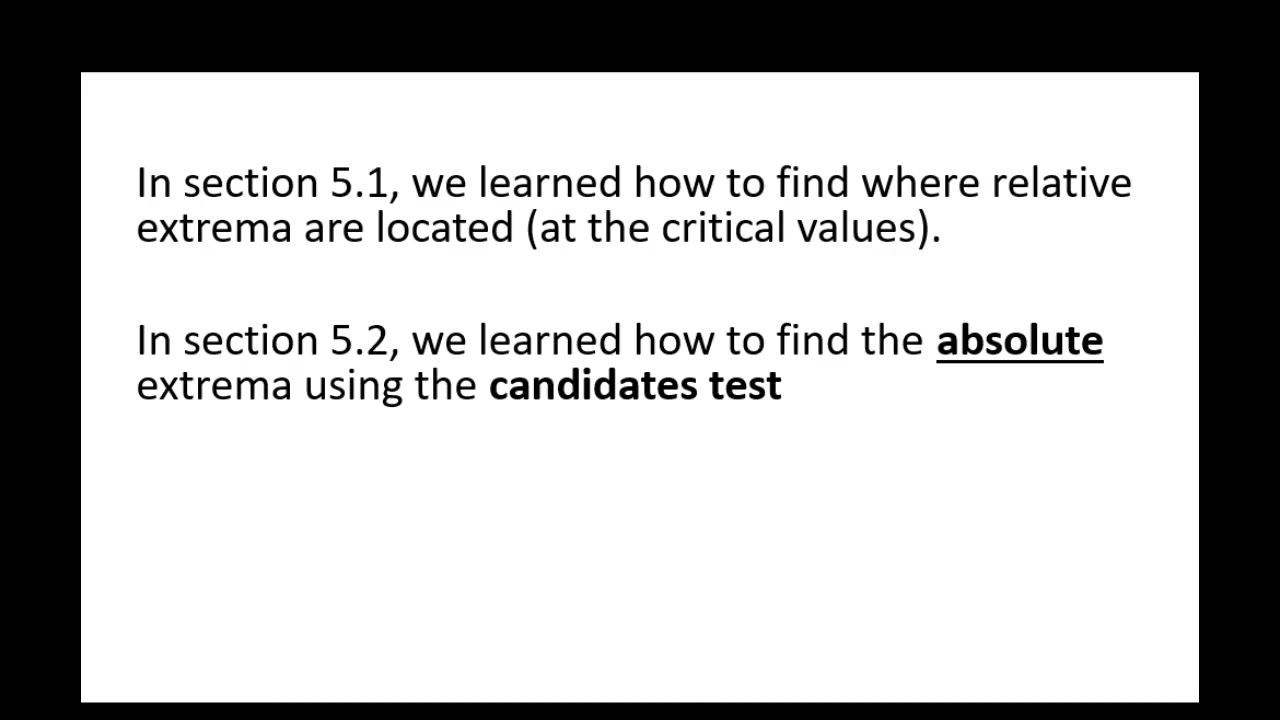 In section 5.1, we learned how to find where relative
extrema are located (at the critical values).
In section 5.2, we learned how to find the absolute
extrema using the candidates test